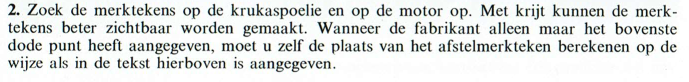 2. Zoek de merktekens op de krukaspoelie en op de motor op. Met krijt kunnen de merk-
tekens beter zichtbaar worden gemaakt. Wanneer de fabrikant alleen maar het bovenste
dode punt heeft aangegeven, moet u zelf de plaats van het afstelmerkteken berekenen op de
wijze als in de tekst hierboven is aangegeven.